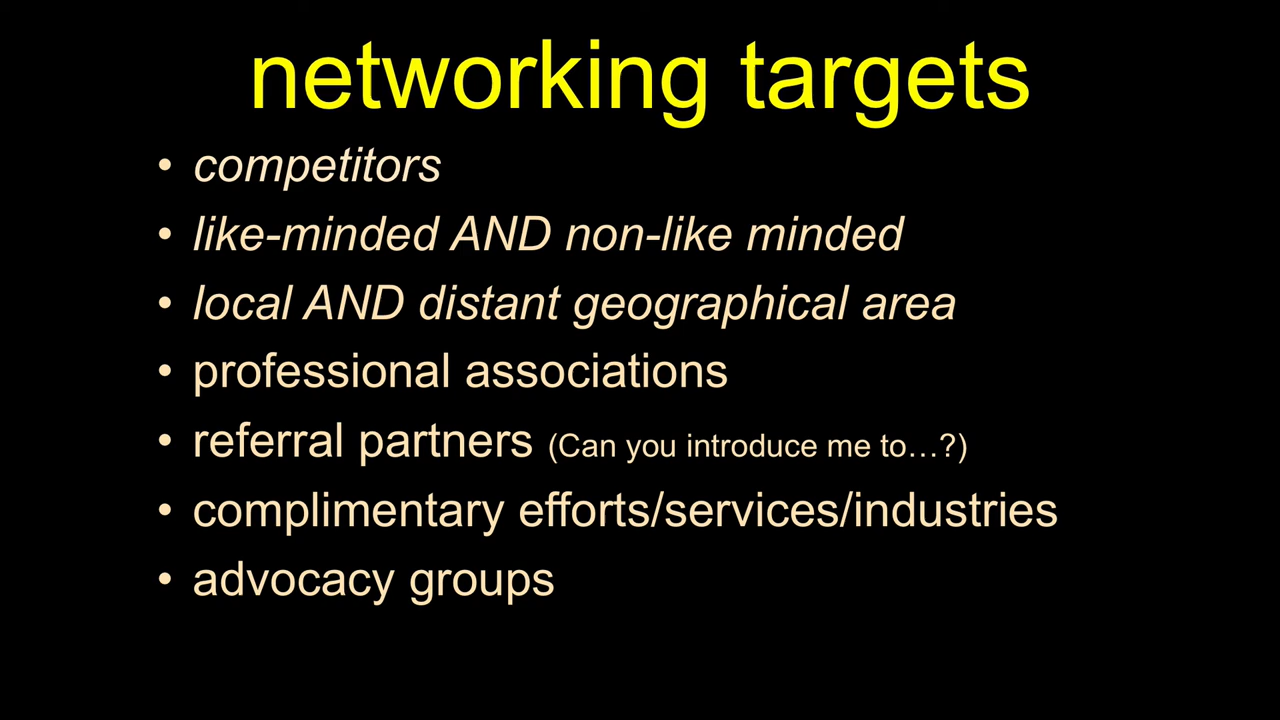 networking targets
• competitors
• like-minded AND non-like minded
• local AND distant geographical area
• professional associations
• referral partners (Can you introduce me to…?)
• complimentary efforts/services/industries
• advocacy groups